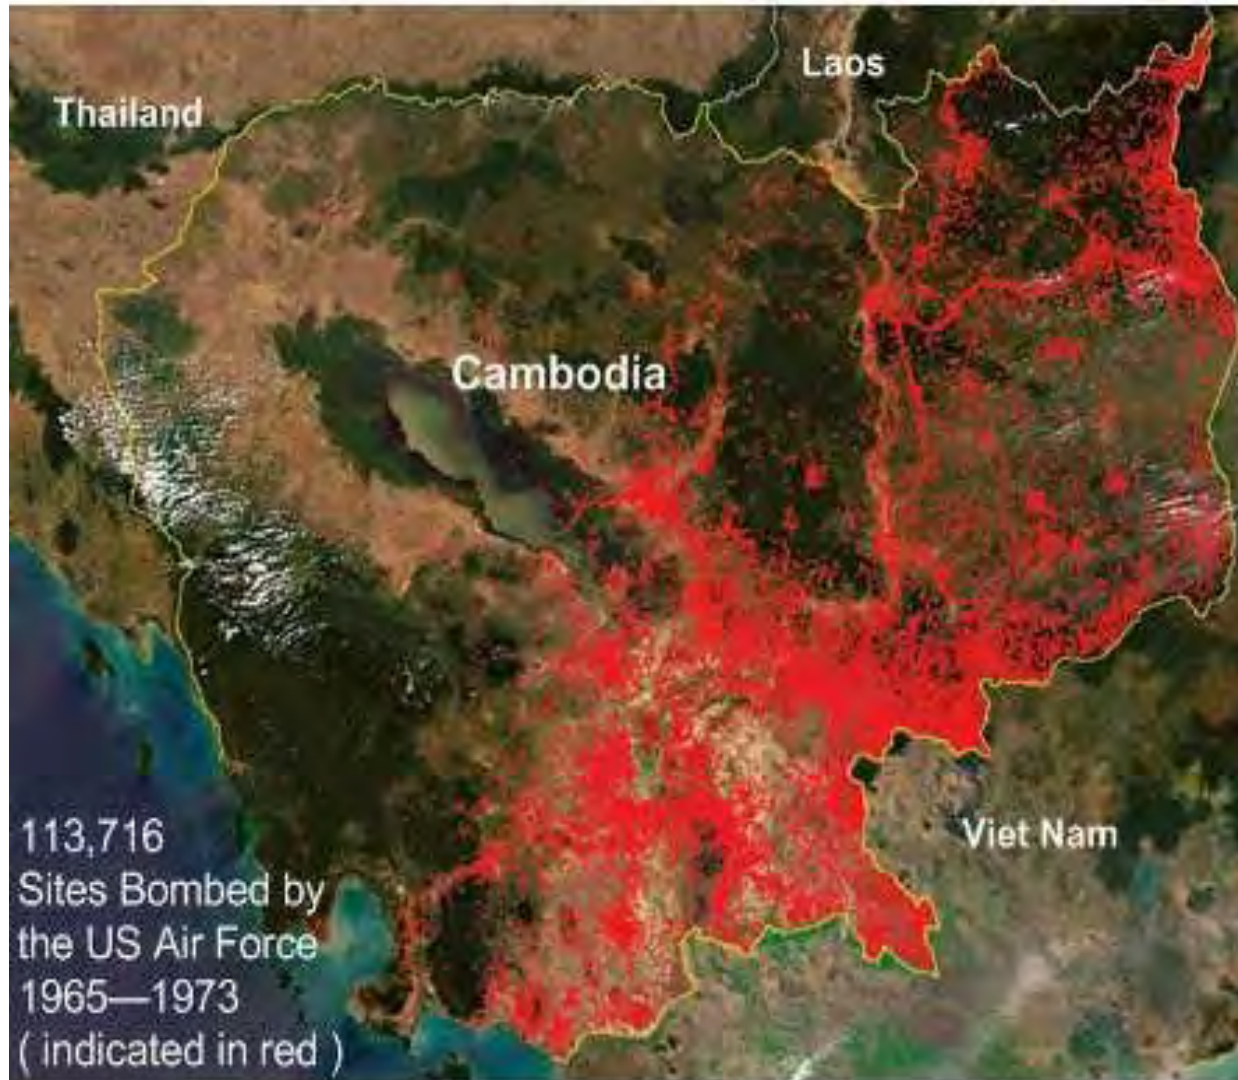 Laos
Thailand
Cambodia
Viet Nam
113,716
Sites Bombed by
the US Air Force
1965—1973
( indicated in red )